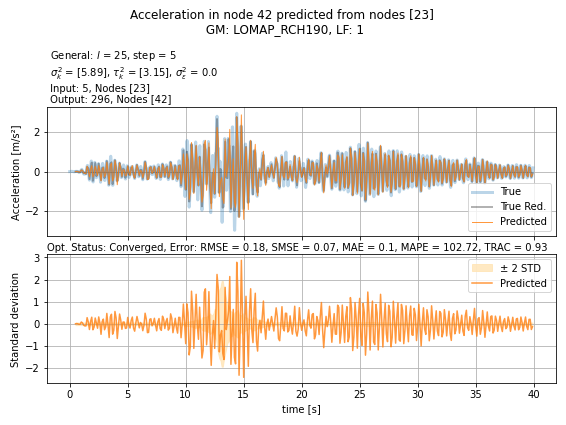 Acceleration in node 42 predicted from nodes [23]
GM: LOMAP_RCH190, LF: 1
General: l = 25, step = 5
σ²ₖ = [5.89], τ²ₖ = [3.15], σ²ε = 0.0
Input: 5, Nodes [23]
Output: 296, Nodes [42]
Acceleration [m/s²]
2
0
−2
True
True Red.
Predicted
Opt. Status: Converged, Error: RMSE = 0.18, SMSE = 0.07, MAE = 0.1, MAPE = 102.72, TRAC = 0.93
Standard deviation
3
2
1
0
−1
−2
± 2 STD
Predicted
0 5 10 15 20 25 30 35 40
time [s]